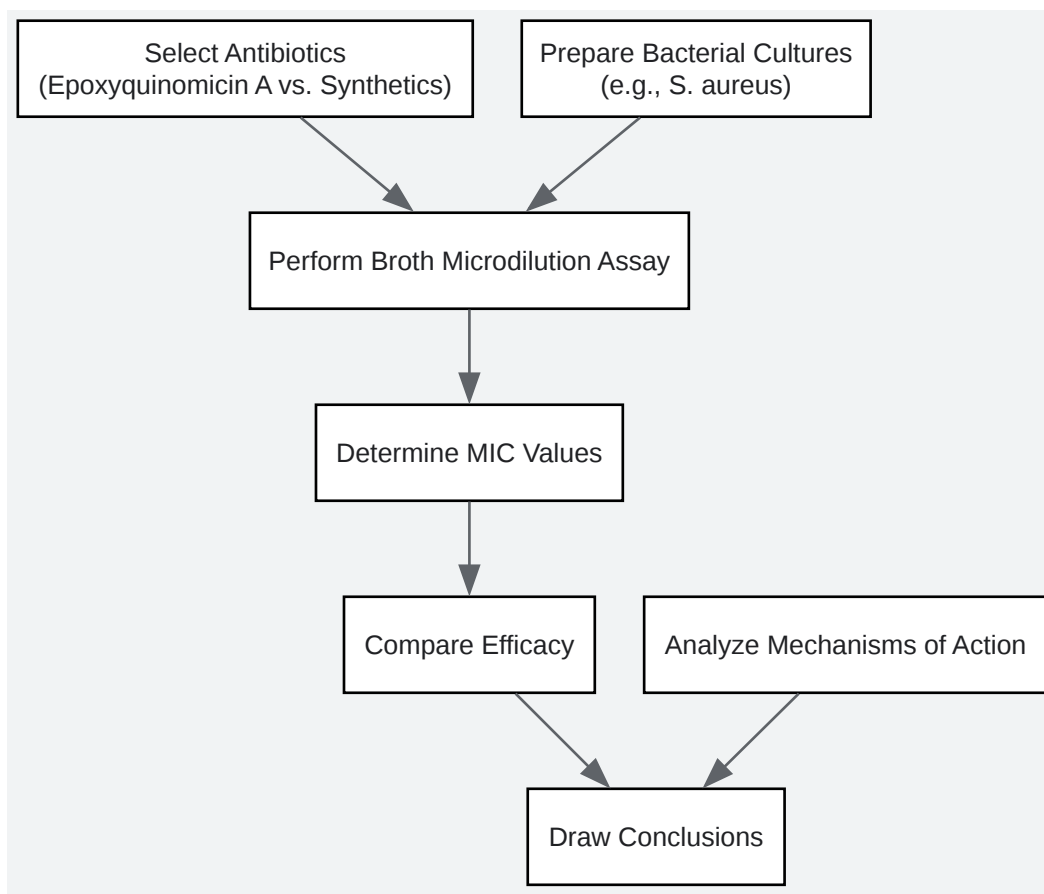 Select Antibiotics
(Epoxyquinomicin A vs. Synthetics)
Prepare Bacterial Cultures
(e.g., S. aureus)
Perform Broth Microdilution Assay
Determine MIC Values
Compare Efficacy
Analyze Mechanisms of Action
Draw Conclusions